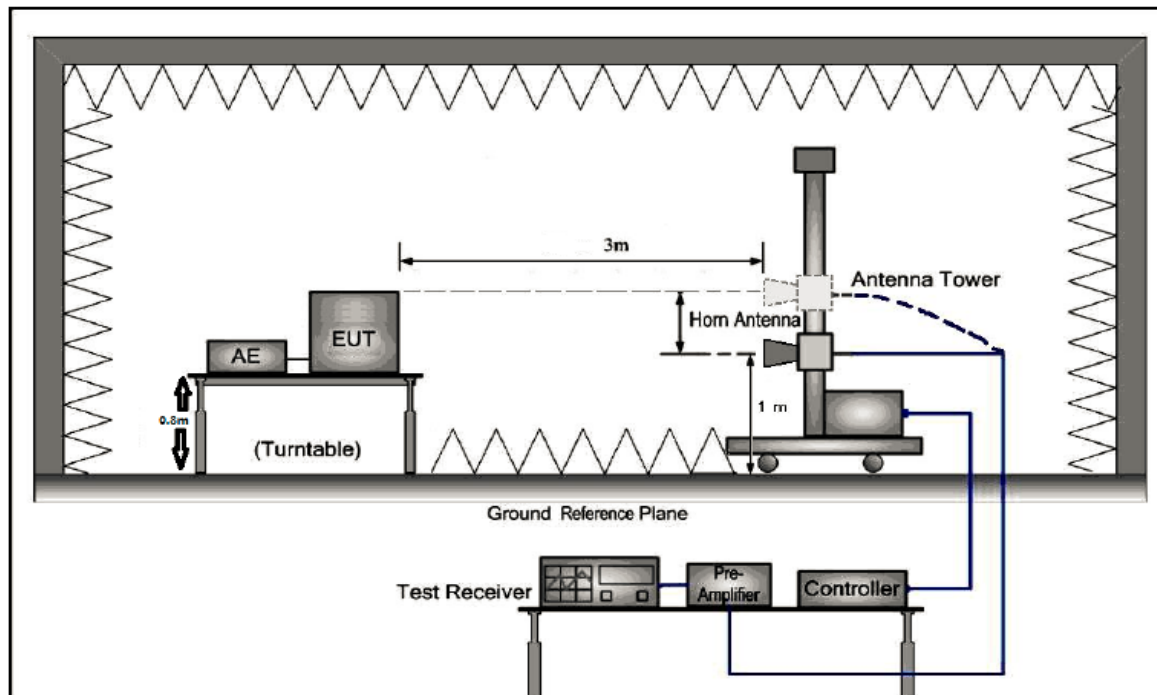 3m
Antenna Tower
Horn Antenna
EUT
AE
0.8m
1 m
(Turntable)
Ground Reference Plane
Test Receiver
Pre-
Amplifier
Controller